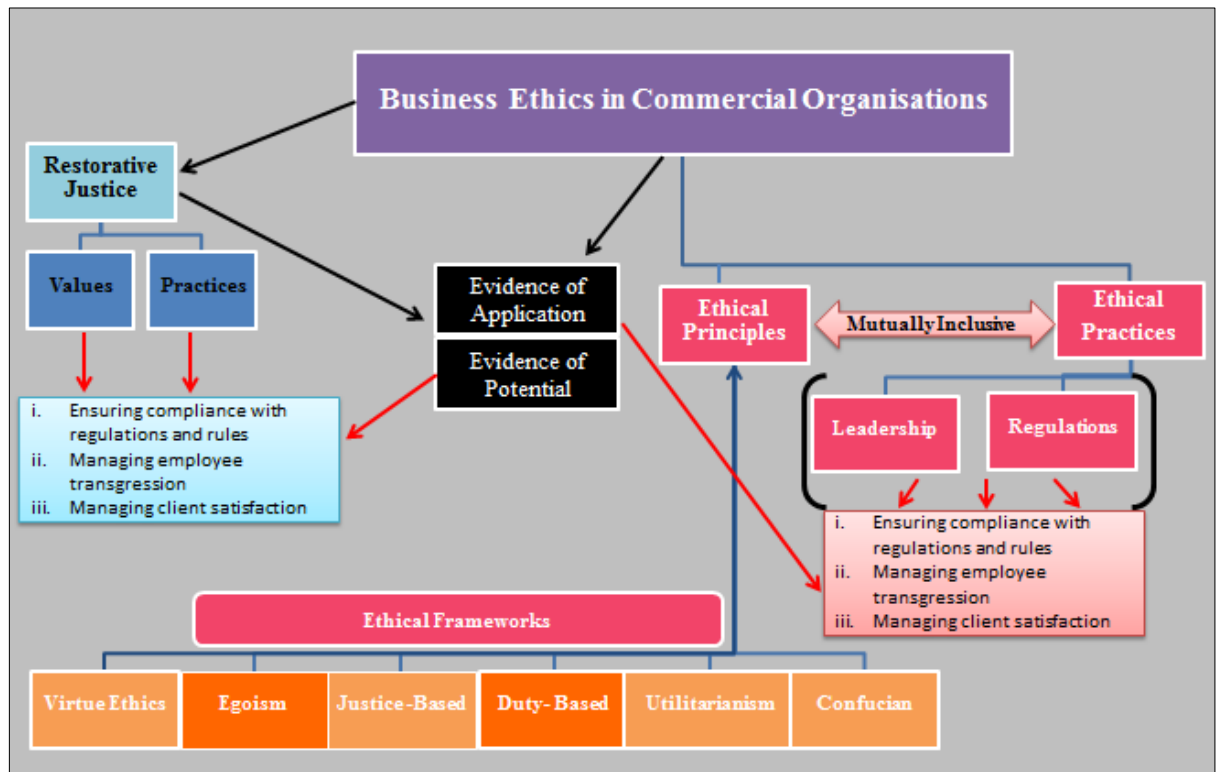 Business Ethics in Commercial Organisations
Restorative
Justice
Values
Practices
Evidence of
Application
Evidence of
Potential
Ethical
Principles
Mutually Inclusive
Ethical
Practices
Leadership
Regulations
i. Ensuring compliance with
regulations and rules
ii. Managing employee
transgression
iii. Managing client satisfaction
i. Ensuring compliance with
regulations and rules
ii. Managing employee
transgression
iii. Managing client satisfaction
Ethical Frameworks
Virtue Ethics
Egoism
Justice-Based
Duty- Based
Utilitarianism
Confucian